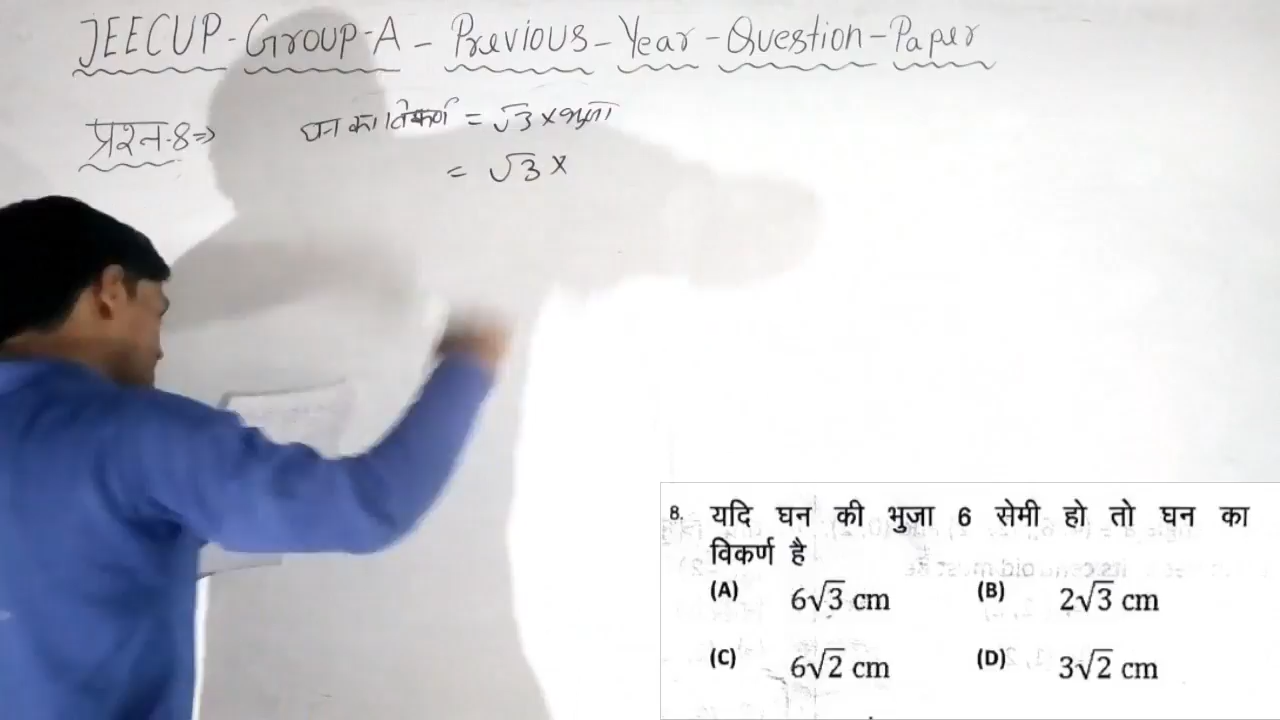 JEECUP-Group-A-Previous-Year-Question-Paper
प्रश्न-8⇒ घन का विकर्ण = √3 × भुजा
= √3 ×
8. यदि घन की भुजा 6 सेमी हो तो घन का
विकर्ण है
(A) 6√3 cm (B) 2√3 cm
(C) 6√2 cm (D) 3√2 cm